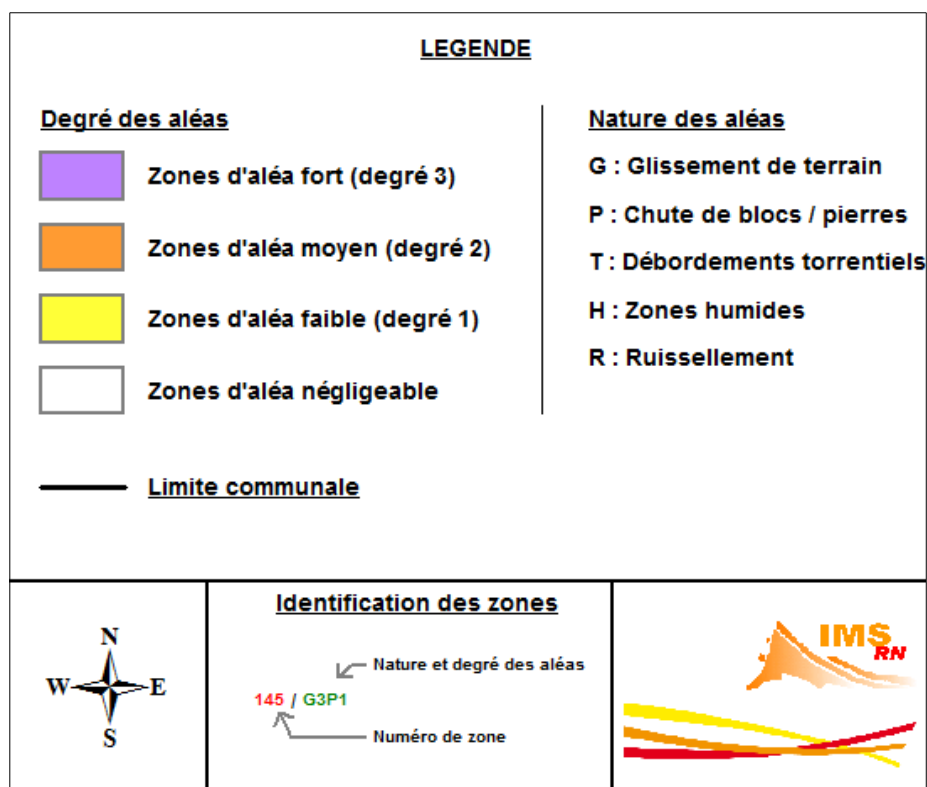 LEGENDE
Degré des aléas
Zones d'aléa fort (degré 3)
Zones d'aléa moyen (degré 2)
Zones d'aléa faible (degré 1)
Zones d'aléa négligeable
Limite communale
Nature des aléas
G : Glissement de terrain
P : Chute de blocs / pierres
T : Débordements torrentiels
H : Zones humides
R : Ruissellement
N
W E
S
Identification des zones
Nature et degré des aléas
145 / G3P1
Numéro de zone
IMS
RN